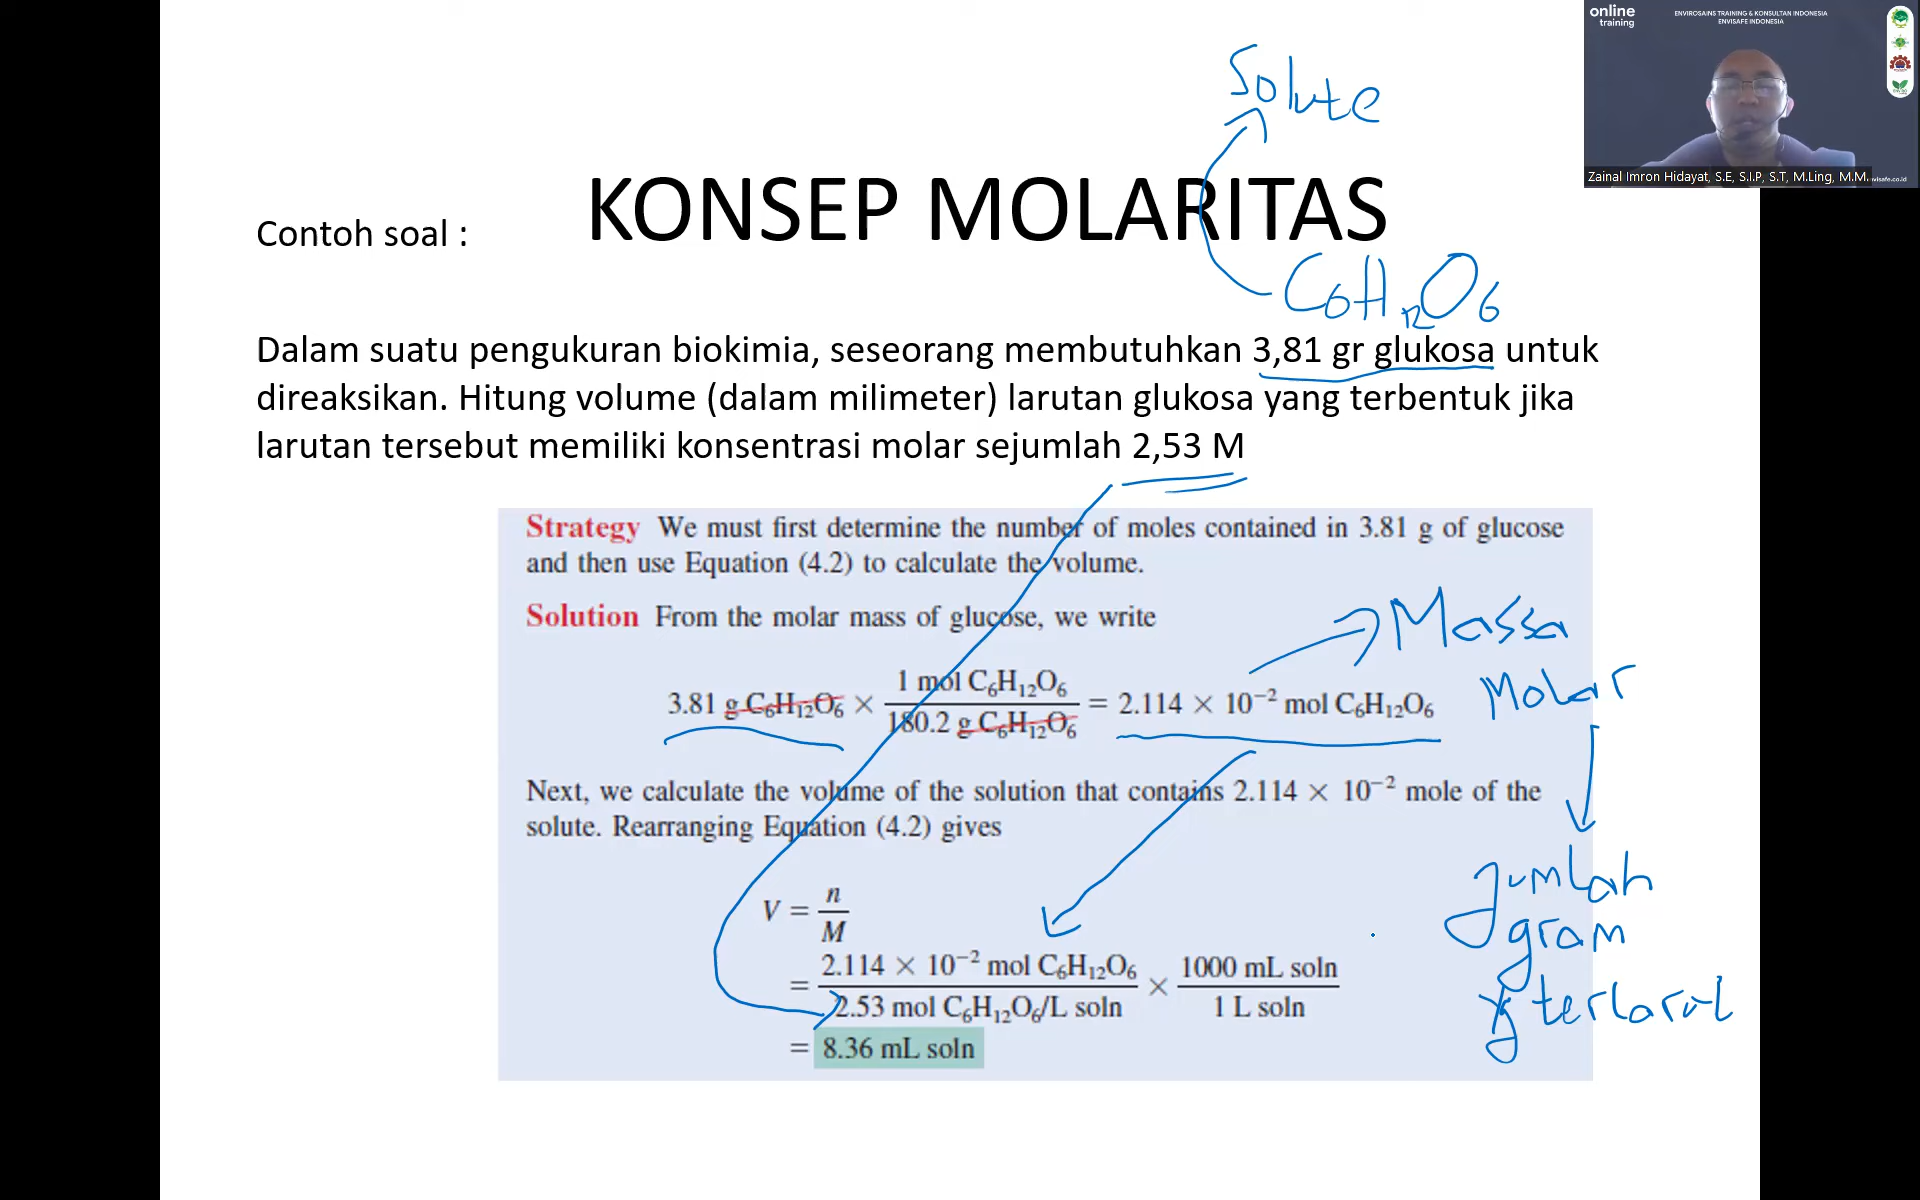 online
training
ENVIROSAINS TRAINING & KONSULTAN INDONESIA
ENVISAFE INDONESIA
Zainal Imron Hidayat, S.E, S.I.P, S.T, M.Ling, M.M.
Solute
KONSEP MOLARITAS
Contoh soal :
C6H12O6
Dalam suatu pengukuran biokimia, seseorang membutuhkan 3,81 gr glukosa untuk
direaksikan. Hitung volume (dalam milimeter) larutan glukosa yang terbentuk jika
larutan tersebut memiliki konsentrasi molar sejumlah 2,53 M
Strategy We must first determine the number of moles contained in 3.81 g of glucose
and then use Equation (4.2) to calculate the volume.
Solution From the molar mass of glucose, we write
3.81 g C₆H₁₂O₆ × 1 mol C₆H₁₂O₆ / 180.2 g C₆H₁₂O₆ = 2.114 × 10⁻² mol C₆H₁₂O₆
Massa
Molar
Jumlah
gram
yg terlarut
Next, we calculate the volume of the solution that contains 2.114 × 10⁻² mole of the
solute. Rearranging Equation (4.2) gives
V = n / M
= 2.114 × 10⁻² mol C₆H₁₂O₆ / 2.53 mol C₆H₁₂O₆/L soln × 1000 mL soln / 1 L soln
= 8.36 mL soln